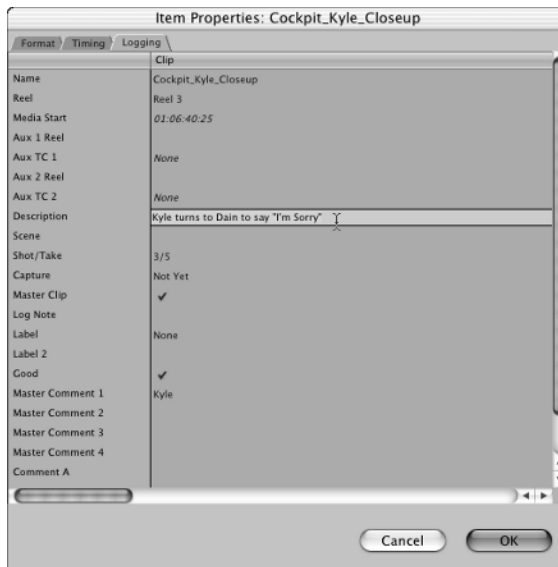 Item Properties: Cockpit_Kyle_Closeup
Format Timing Logging
Clip
Name Cockpit_Kyle_Closeup
Reel Reel 3
Media Start 01:06:40:25
Aux 1 Reel
Aux TC 1 None
Aux 2 Reel
Aux TC 2 None
Description Kyle turns to Dain to say "I'm Sorry"
Scene
Shot/Take 3/5
Capture Not Yet
Master Clip
Log Note
Label None
Label 2
Good
Master Comment 1 Kyle
Master Comment 2
Master Comment 3
Master Comment 4
Comment A
Cancel OK